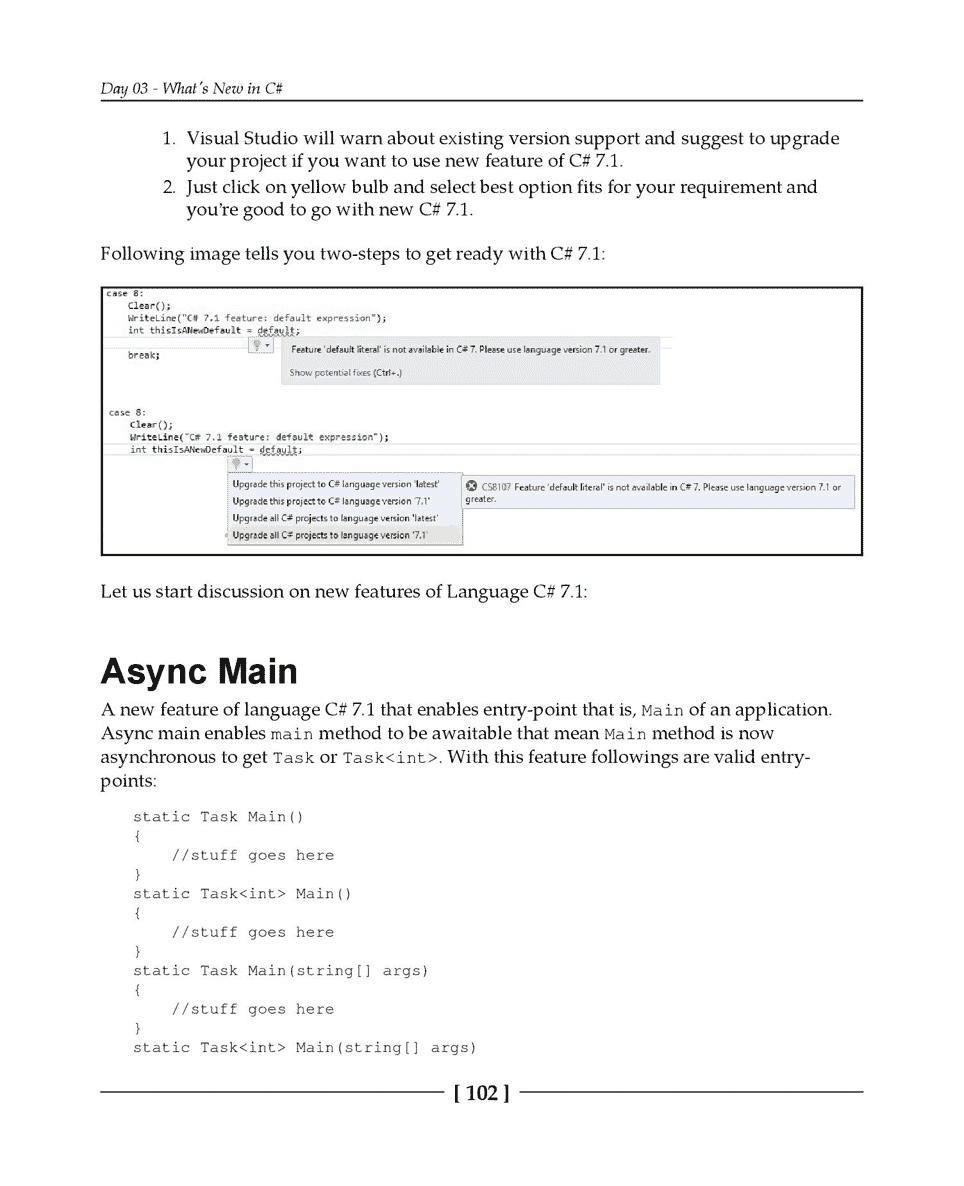 Day 03 - What's New in C#
1. Visual Studio will warn about existing version support and suggest to upgrade
your project if you want to use new feature of C# 7.1.
2. Just click on yellow bulb and select best option fits for your requirement and
you're good to go with new C# 7.1.
Following image tells you two-steps to get ready with C# 7.1:
case 8:
Clear();
WriteLine("C# 7.1 feature: default expression");
int thisIsANewDefault = default;
Feature 'default literal' is not available in C# 7. Please use language version 7.1 or greater.
break;
Show potential fixes (Ctrl+.)
case 8:
Clear();
WriteLine("C# 7.1 feature: default expression");
int thisIsANewDefault = default;
Upgrade this project to C# language version 'latest'
Upgrade this project to C# language version '7.1'
Upgrade all C# projects to language version 'latest'
Upgrade all C# projects to language version '7.1'
CS8107 Feature 'default literal' is not available in C# 7. Please use language version 7.1 or
greater.
Let us start discussion on new features of Language C# 7.1:
Async Main
A new feature of language C# 7.1 that enables entry-point that is, Main of an application.
Async main enables main method to be awaitable that mean Main method is now
asynchronous to get Task or Task<int>. With this feature followings are valid entry-
points:
static Task Main()
{
//stuff goes here
}
static Task<int> Main()
{
//stuff goes here
}
static Task Main(string[] args)
{
//stuff goes here
}
static Task<int> Main(string[] args)
[ 102 ]